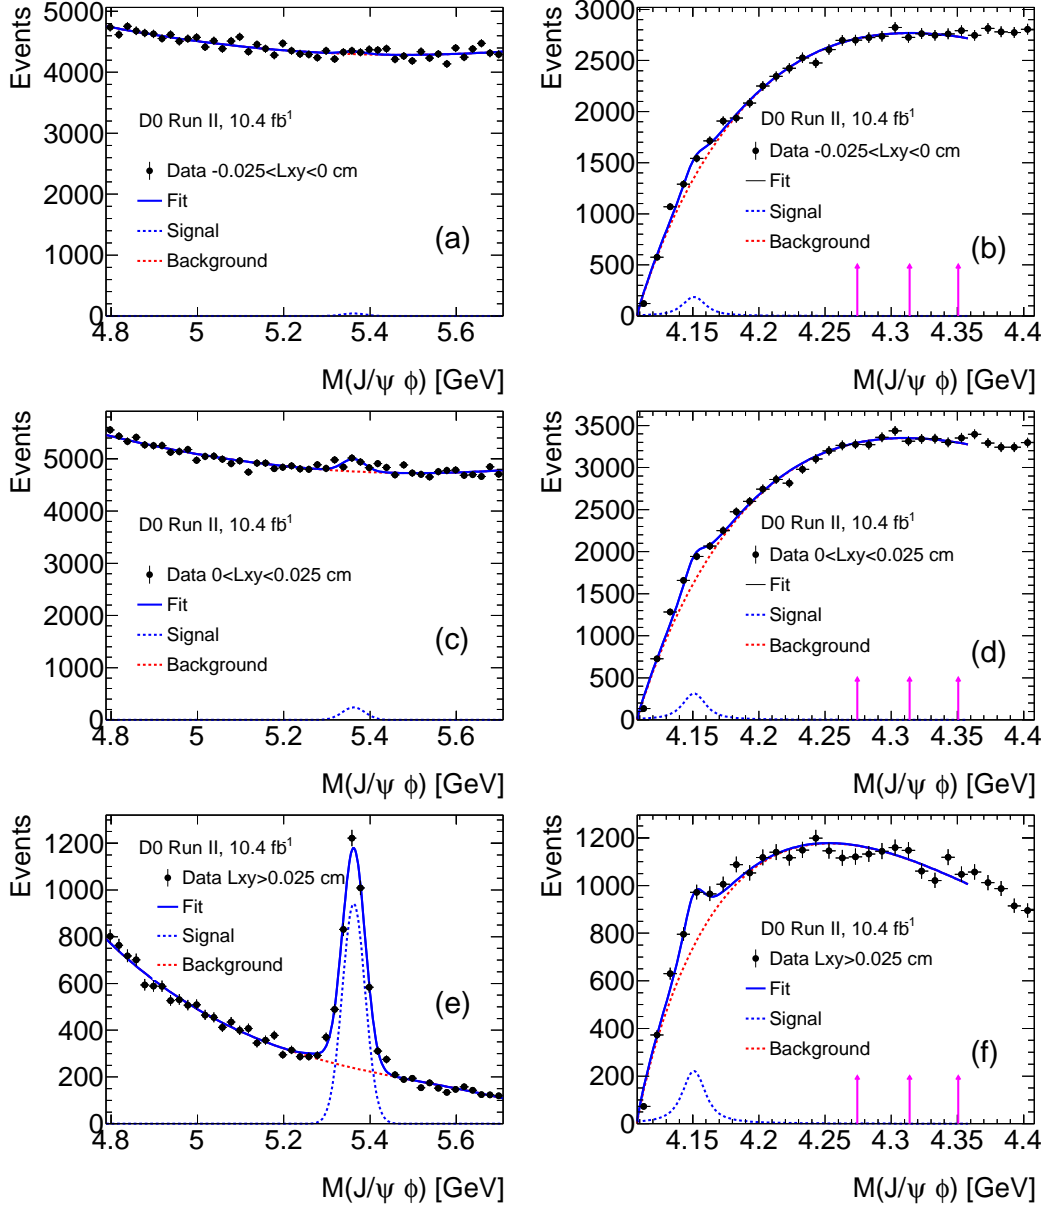 Events
5000
4000
3000
2000
1000
0
D0 Run II, 10.4 fb-1
Data -0.025<Lxy<0 cm
Fit
Signal
Background
(a)
4.8 5 5.2 5.4 5.6
M(J/ψ φ) [GeV]
Events
3000
2500
2000
1500
1000
500
0
D0 Run II, 10.4 fb-1
Data -0.025<Lxy<0 cm
Fit
Signal
Background
(b)
4.15 4.2 4.25 4.3 4.35 4.4
M(J/ψ φ) [GeV]
Events
5000
4000
3000
2000
1000
0
D0 Run II, 10.4 fb-1
Data 0<Lxy<0.025 cm
Fit
Signal
Background
(c)
4.8 5 5.2 5.4 5.6
M(J/ψ φ) [GeV]
Events
3500
3000
2500
2000
1500
1000
500
0
D0 Run II, 10.4 fb-1
Data 0<Lxy<0.025 cm
Fit
Signal
Background
(d)
4.15 4.2 4.25 4.3 4.35 4.4
M(J/ψ φ) [GeV]
Events
1200
1000
800
600
400
200
0
D0 Run II, 10.4 fb-1
Data Lxy>0.025 cm
Fit
Signal
Background
(e)
4.8 5 5.2 5.4 5.6
M(J/ψ φ) [GeV]
Events
1200
1000
800
600
400
200
0
D0 Run II, 10.4 fb-1
Data Lxy>0.025 cm
Fit
Signal
Background
(f)
4.15 4.2 4.25 4.3 4.35 4.4
M(J/ψ φ) [GeV]